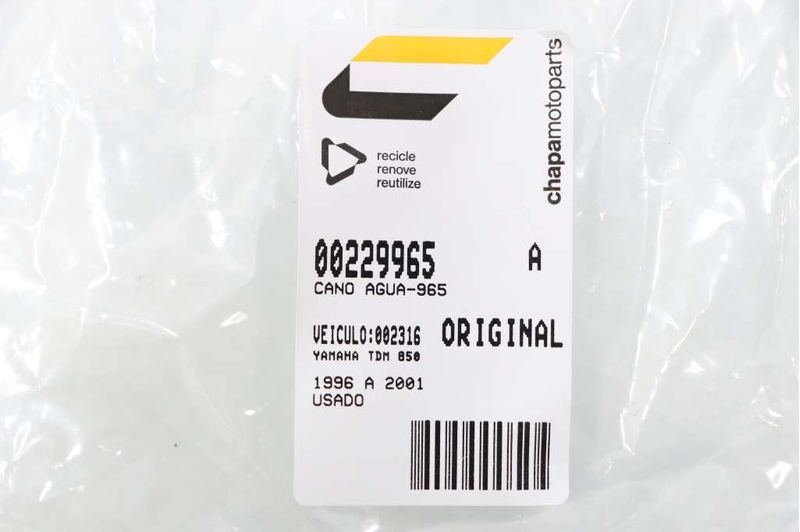 chapamotoparts
recicle
renove
reutilize
00229965 A
CANO AGUA-965
VEICULO:002316 ORIGINAL
YAMAHA TDM 850
1996 A 2001
USADO